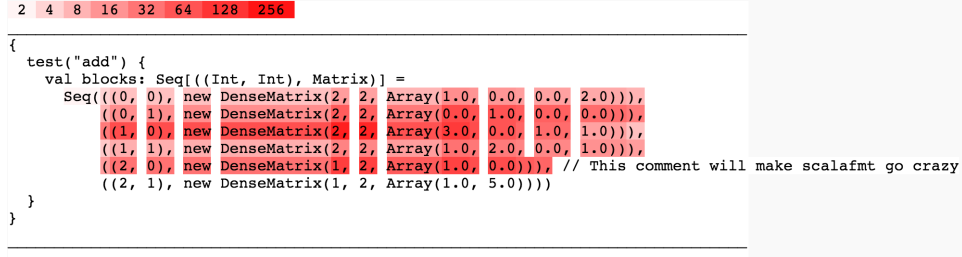 2 4 8 16 32 64 128 256
{
  test("add") {
    val blocks: Seq[((Int, Int), Matrix)] =
      Seq(((0, 0), new DenseMatrix(2, 2, Array(1.0, 0.0, 0.0, 2.0))),
          ((0, 1), new DenseMatrix(2, 2, Array(0.0, 1.0, 0.0, 0.0))),
          ((1, 0), new DenseMatrix(2, 2, Array(3.0, 0.0, 1.0, 1.0))),
          ((1, 1), new DenseMatrix(2, 2, Array(1.0, 2.0, 0.0, 1.0))),
          ((2, 0), new DenseMatrix(1, 2, Array(1.0, 0.0))), // This comment will make scalafmt go crazy
          ((2, 1), new DenseMatrix(1, 2, Array(1.0, 5.0))))
  }
}